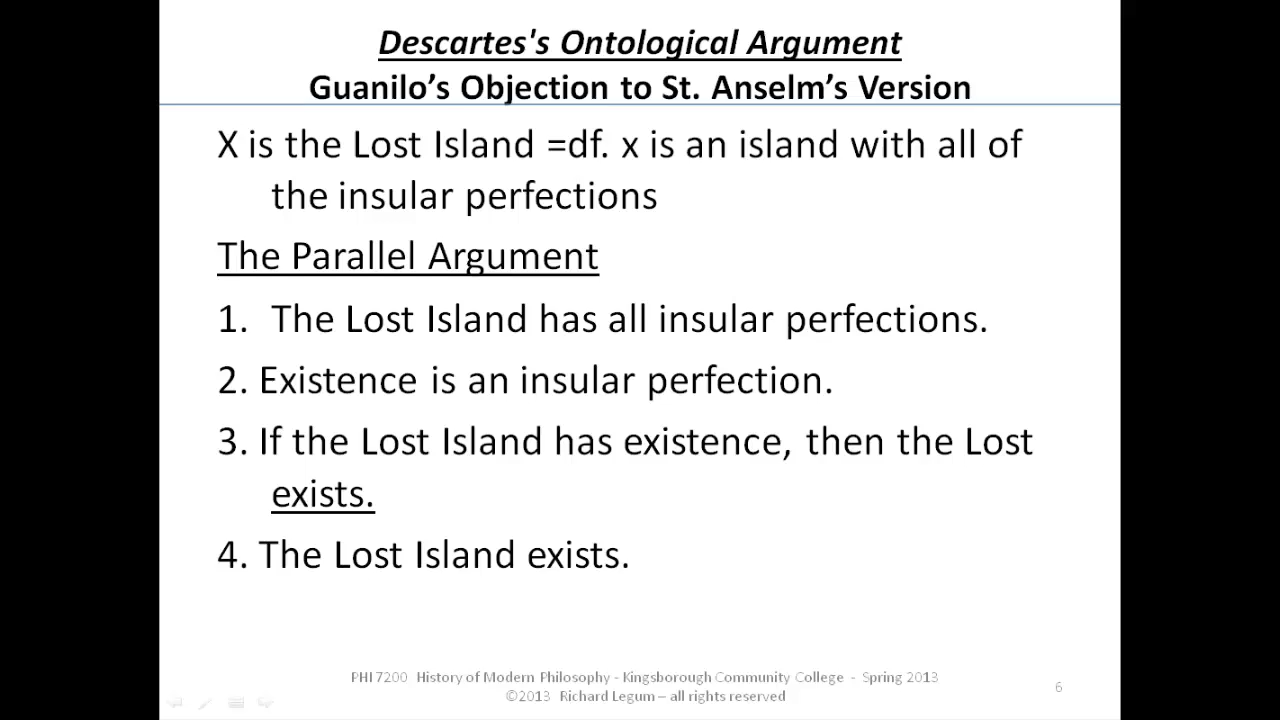 Descartes's Ontological Argument
Guanilo’s Objection to St. Anselm’s Version
X is the Lost Island =df. x is an island with all of
the insular perfections
The Parallel Argument
1. The Lost Island has all insular perfections.
2. Existence is an insular perfection.
3. If the Lost Island has existence, then the Lost
exists.
4. The Lost Island exists.
PHI 7200 History of Modern Philosophy - Kingsborough Community College - Spring 2013
©2013 Richard Legum – all rights reserved
6